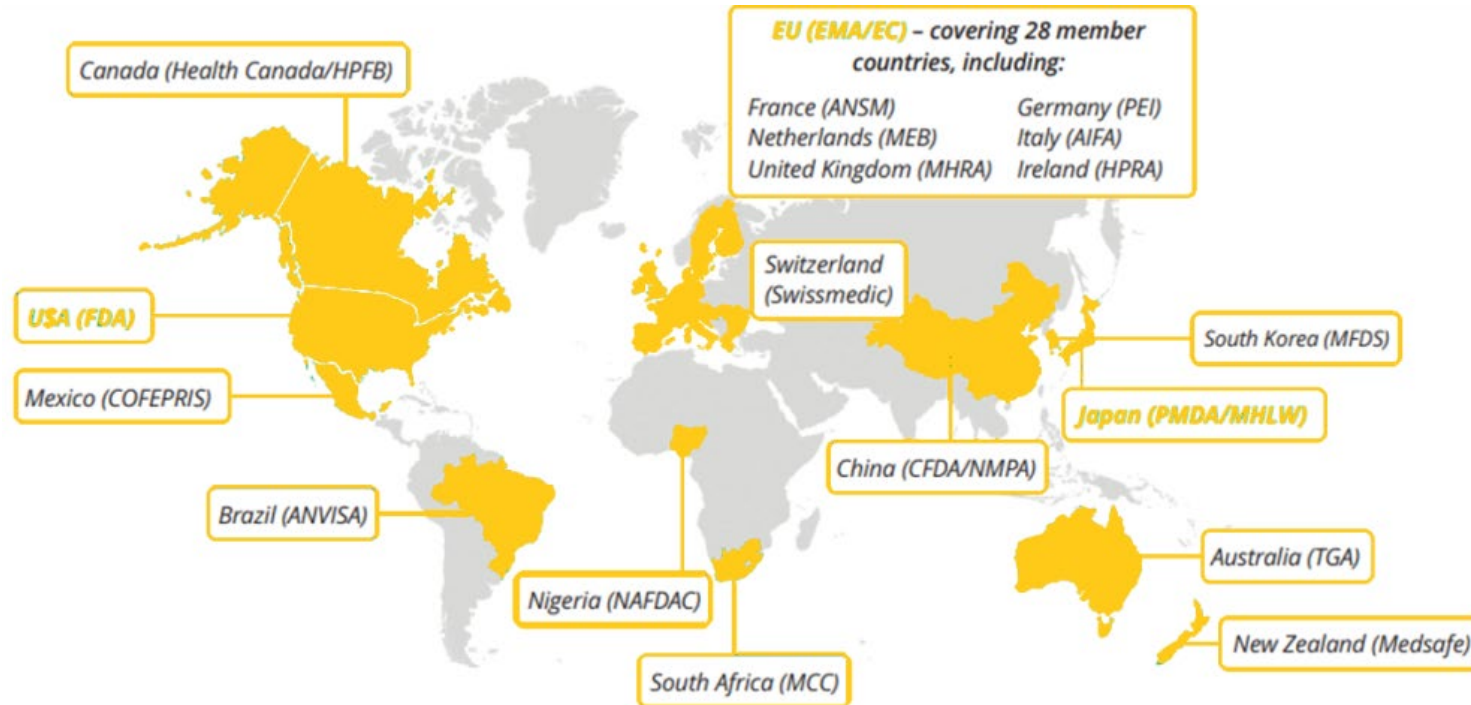 Canada (Health Canada/HPFB)
EU (EMA/EC) – covering 28 member
countries, including:
France (ANSM)
Germany (PEI)
Netherlands (MEB)
Italy (AIFA)
United Kingdom (MHRA)
Ireland (HPRA)
Switzerland
(Swissmedic)
USA (FDA)
South Korea (MFDS)
Mexico (COFEPRIS)
Japan (PMDA/MHLW)
China (CFDA/NMPA)
Brazil (ANVISA)
Australia (TGA)
Nigeria (NAFDAC)
New Zealand (Medsafe)
South Africa (MCC)